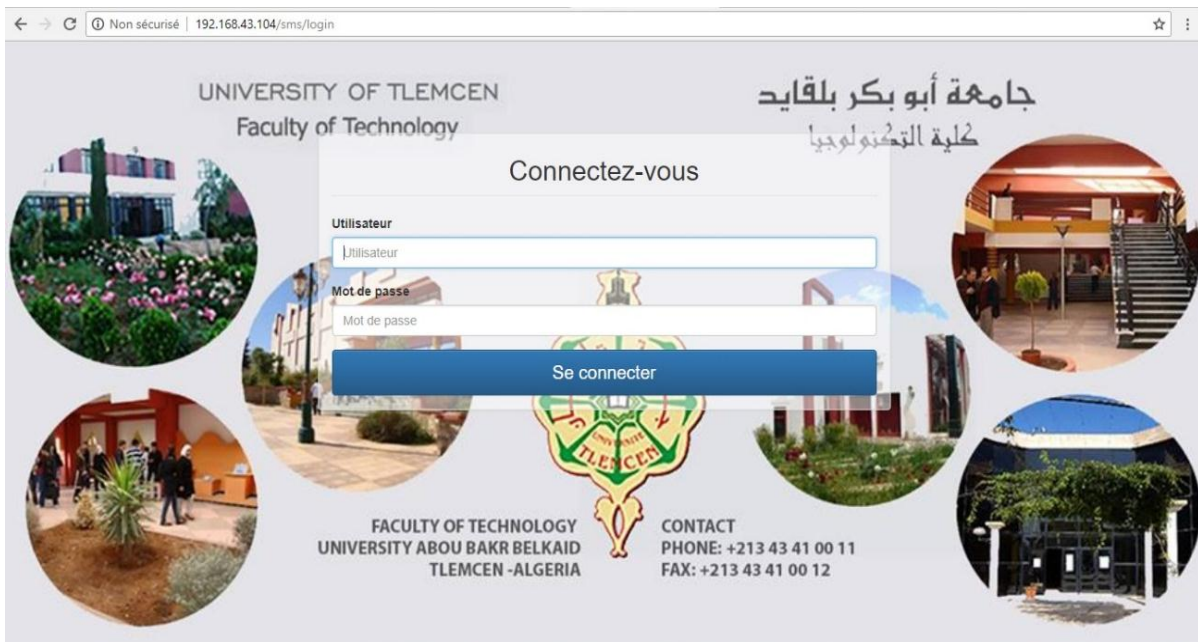 Non sécurisé | 192.168.43.104/sms/login
UNIVERSITY OF TLEMCEN
Faculty of Technology
جامعة أبو بكر بلقايد
كلية التكنولوجيا
Connectez-vous
Utilisateur
Utilisateur
Mot de passe
Mot de passe
Se connecter
UNIVERSITE
TLEMCEN
FACULTY OF TECHNOLOGY
UNIVERSITY ABOU BAKR BELKAID
TLEMCEN -ALGERIA
CONTACT
PHONE: +213 43 41 00 11
FAX: +213 43 41 00 12